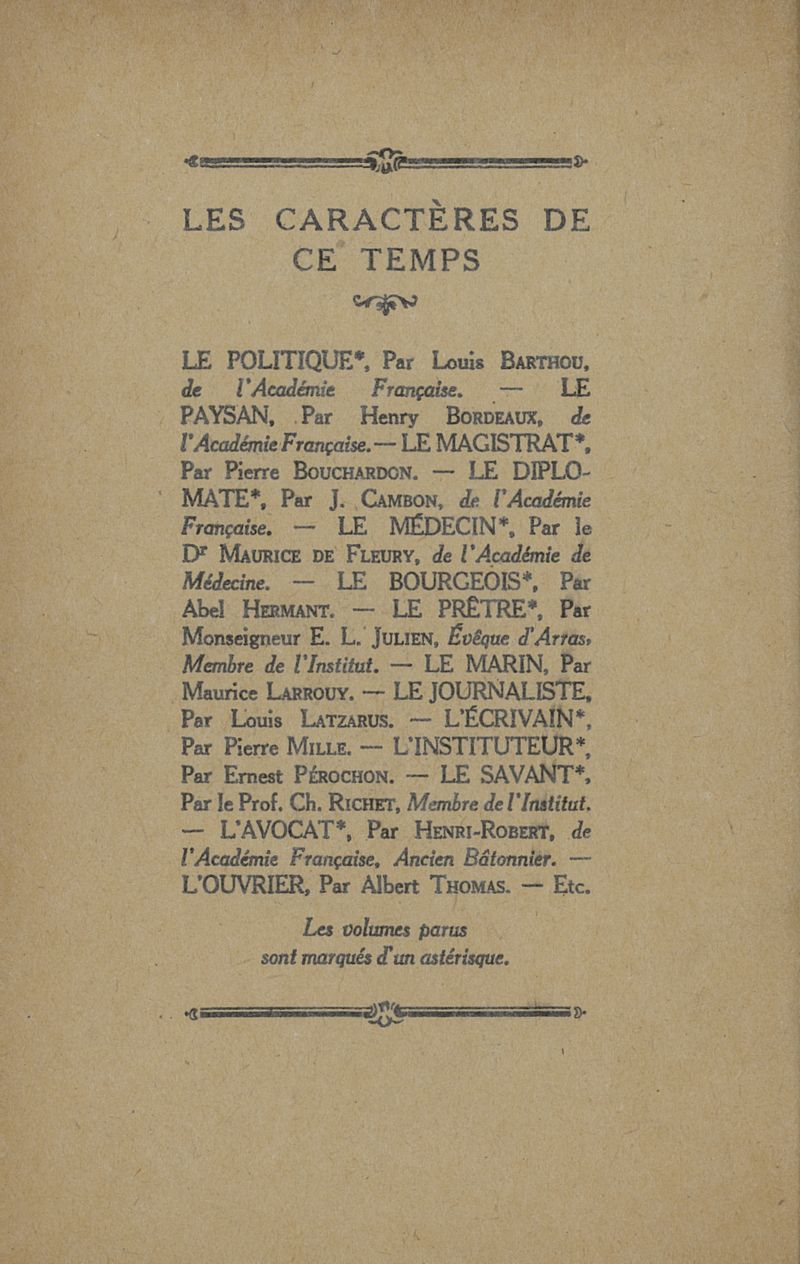 LES CARACTÈRES DE
CE TEMPS
LE POLITIQUE*, Par Louis BARTHOU,
de l'Académie Française. — LE
PAYSAN, Par Henry BORDEAUX, de
l'Académie Française. — LE MAGISTRAT*,
Par Pierre BOUCHARDON. — LE DIPLO-
MATE*, Par J. CAMBON, de l'Académie
Française. — LE MÉDECIN*, Par le
Dr MAURICE DE FLEURY, de l'Académie de
Médecine. — LE BOURGEOIS*, Par
Abel HERMANT. — LE PRÊTRE*, Par
Monseigneur E. L. JULIEN, Évêque d'Arras,
Membre de l'Institut. — LE MARIN, Par
Maurice LARROUY. — LE JOURNALISTE,
Par Louis LATZARUS. — L'ÉCRIVAIN*,
Par Pierre MILLE. — L'INSTITUTEUR*,
Par Ernest PÉROCHON. — LE SAVANT*,
Par le Prof. Ch. RICHET, Membre de l'Institut.
— L'AVOCAT*, Par HENRI-ROBERT, de
l'Académie Française, Ancien Bâtonnier. —
L'OUVRIER, Par Albert THOMAS. — Etc.
Les volumes parus
sont marqués d'un astérisque.